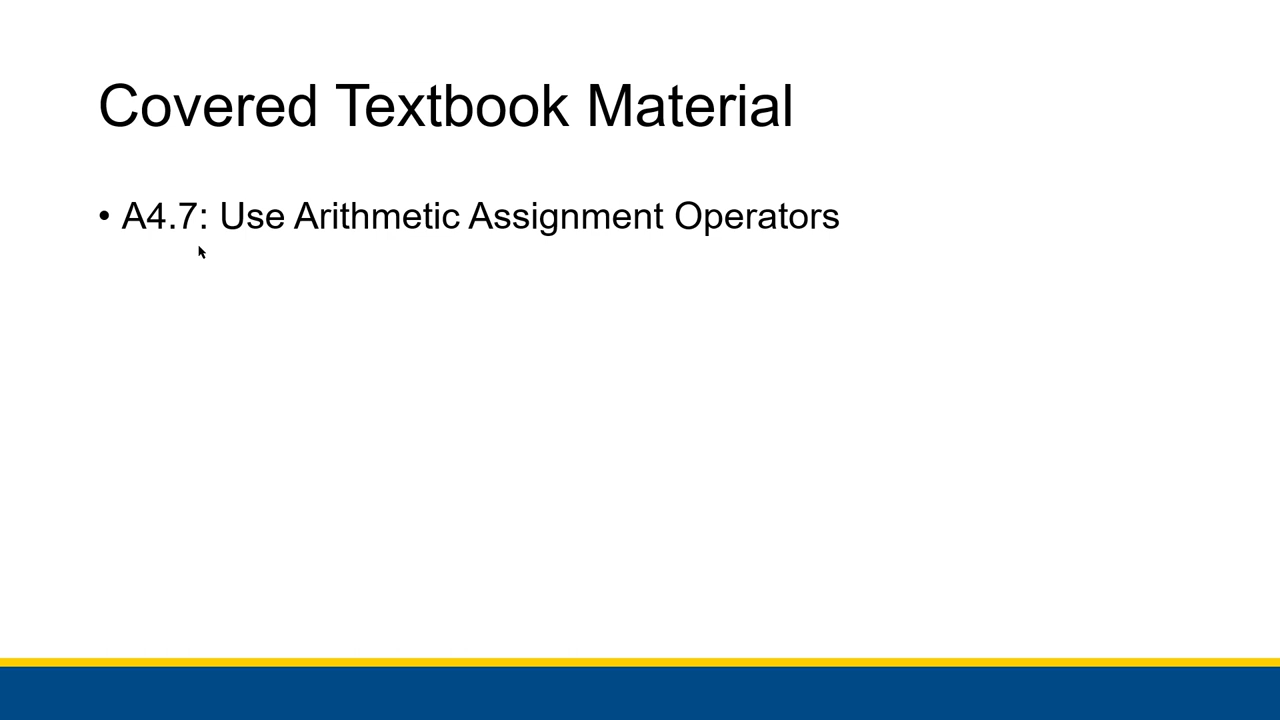 Covered Textbook Material
• A4.7: Use Arithmetic Assignment Operators